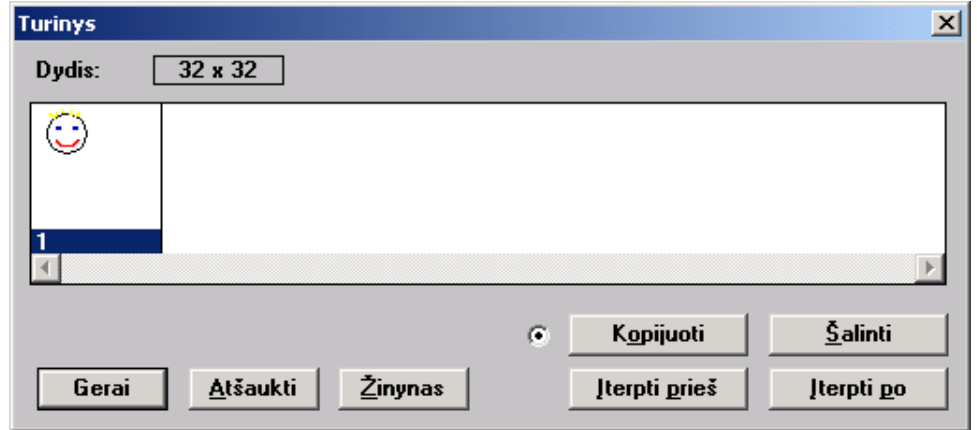 Turinys
Dydis: 32 x 32
1
Kopijuoti Šalinti
Gerai Atšaukti Žinynas Įterpti prieš Įterpti po